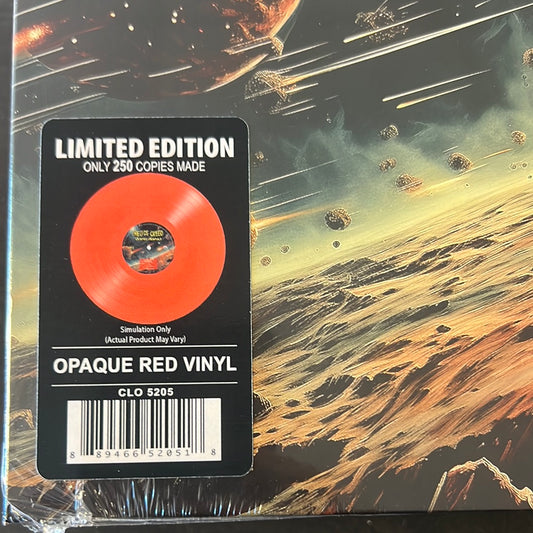 LIMITED EDITION
ONLY 250 COPIES MADE
Simulation Only
(Actual Product May Vary)
OPAQUE RED VINYL
CLO 5205
8 89466 52051 8